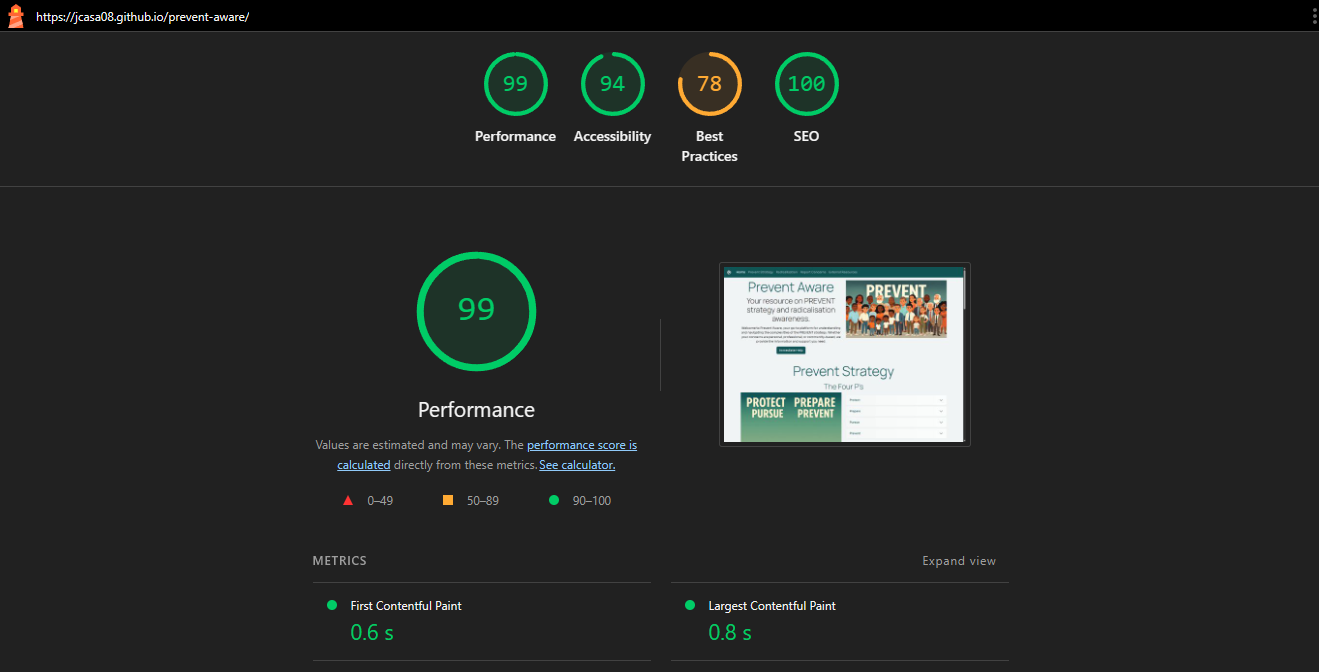 https://jcasa08.github.io/prevent-aware/
99
94
78
100
Performance
Accessibility
Best
Practices
SEO
99
Performance
Values are estimated and may vary. The performance score is
calculated directly from these metrics. See calculator.
0–49
50–89
90–100
Prevent Aware
Your resource on PREVENT
strategy and radicalisation
awareness.
PREVENT
Prevent Strategy
The Four P's
PROTECT PREPARE
PURSUE PREVENT
METRICS
Expand view
First Contentful Paint
0.6 s
Largest Contentful Paint
0.8 s